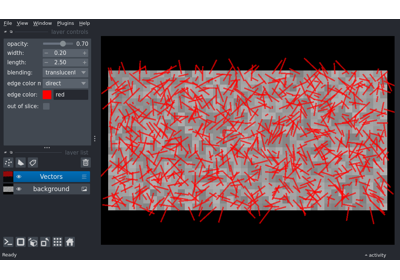 File View Window Plugins Help
layer controls
opacity: 0.70
width: 0.20
length: 2.50
blending: translucent
edge color m direct
edge color: red
out of slice:
layer list
Vectors
background
Ready
activity